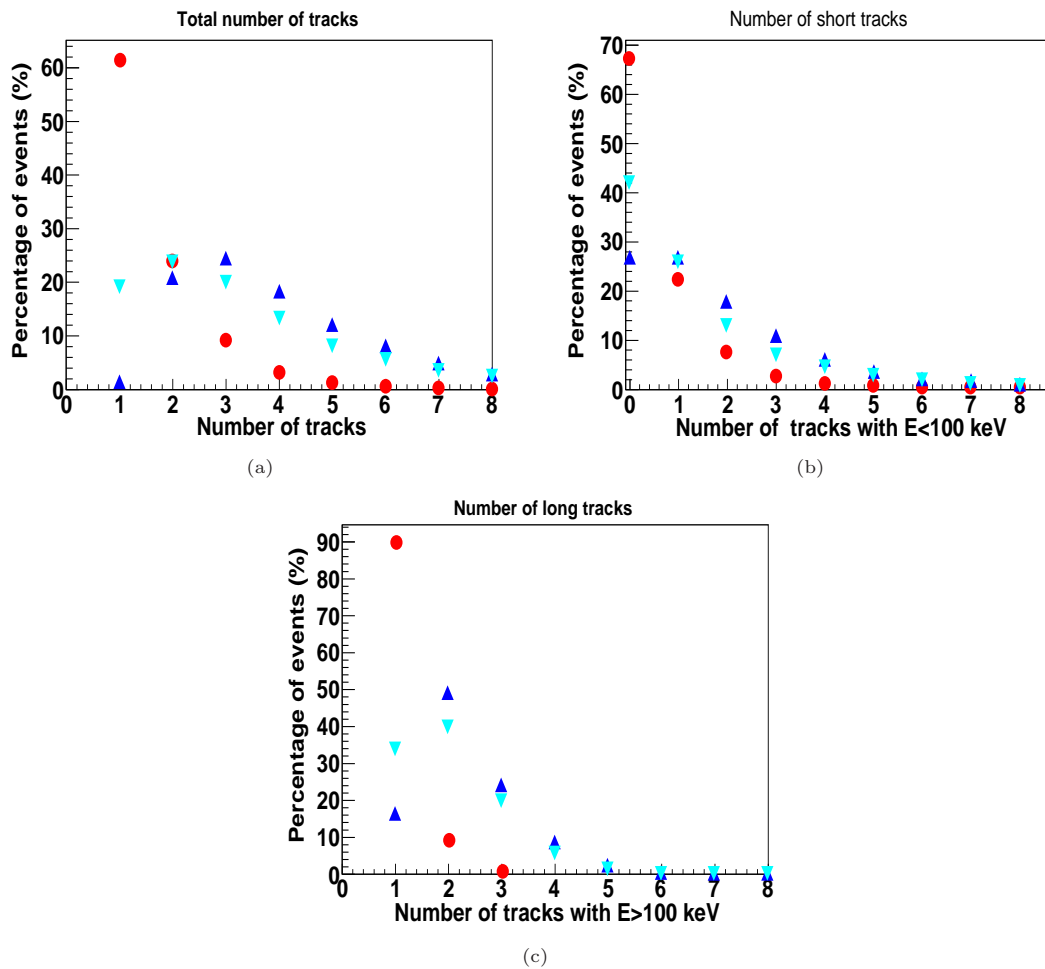 Total number of tracks
Percentage of events (%)
60
50
40
30
20
10
0
0 1 2 3 4 5 6 7 8
Number of tracks
(a)
Number of short tracks
Percentage of events (%)
70
60
50
40
30
20
10
0
0 1 2 3 4 5 6 7 8
Number of tracks with E<100 keV
(b)
Number of long tracks
Percentage of events (%)
90
80
70
60
50
40
30
20
10
0
0 1 2 3 4 5 6 7 8
Number of tracks with E>100 keV
(c)